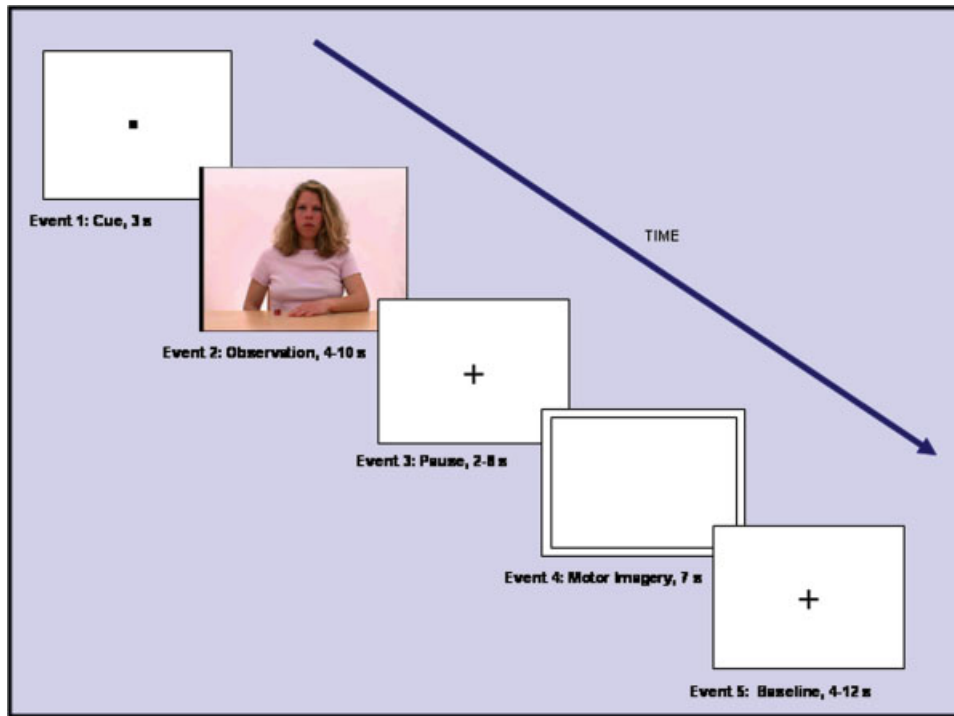 Event 1: Cue, 3 s
TIME
Event 2: Observation, 4-10 s
Event 3: Pause, 2-8 s
Event 4: Motor Imagery, 7 s
Event 5: Baseline, 4-12 s